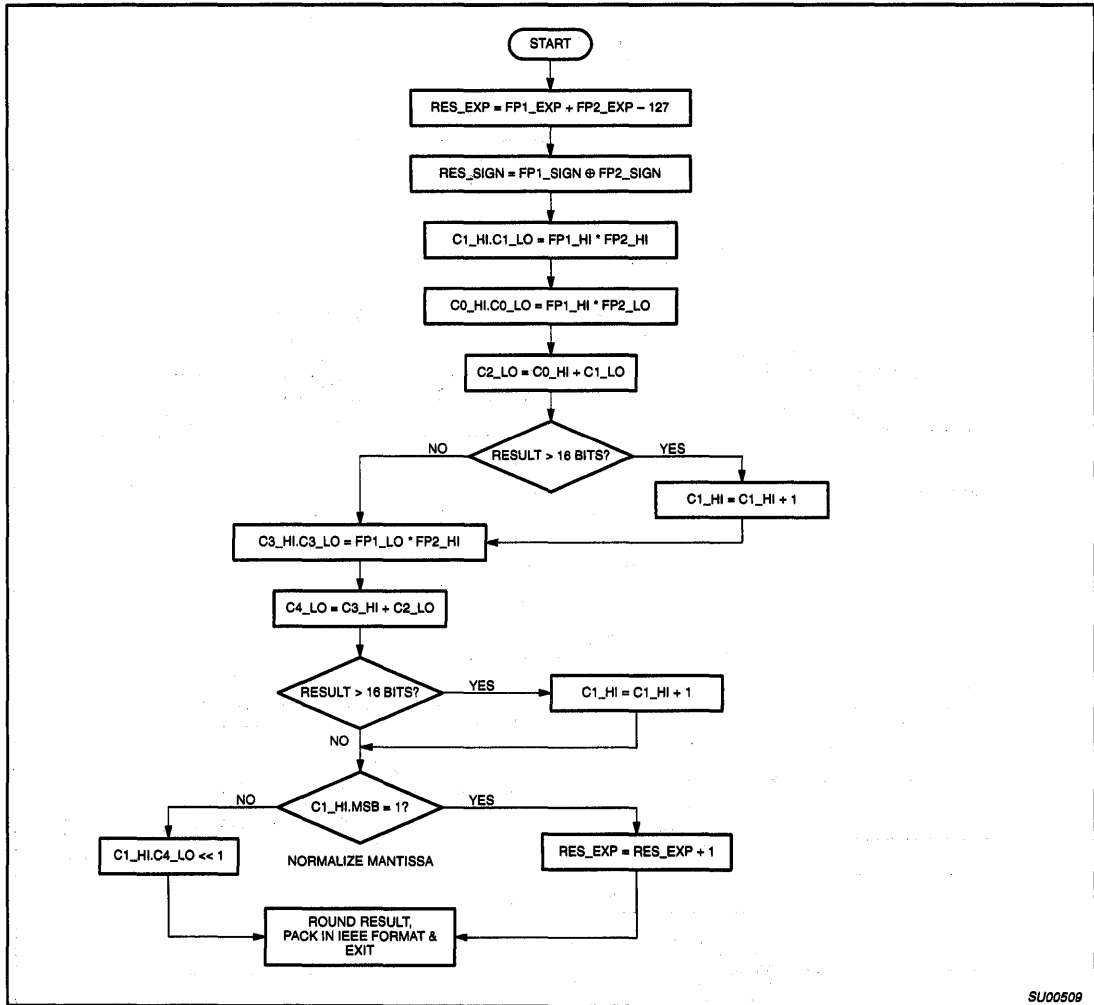 START
RES_EXP = FP1_EXP + FP2_EXP – 127
RES_SIGN = FP1_SIGN ⊕ FP2_SIGN
C1_HI.C1_LO = FP1_HI * FP2_HI
C0_HI.C0_LO = FP1_HI * FP2_LO
C2_LO = C0_HI + C1_LO
NO
RESULT > 16 BITS?
YES
C1_HI = C1_HI + 1
C3_HI.C3_LO = FP1_LO * FP2_HI
C4_LO = C3_HI + C2_LO
RESULT > 16 BITS?
YES
C1_HI = C1_HI + 1
NO
NO
C1_HI.MSB = 1?
YES
C1_HI.C4_LO << 1
NORMALIZE MANTISSA
RES_EXP = RES_EXP + 1
ROUND RESULT,
PACK IN IEEE FORMAT &
EXIT
SU00509